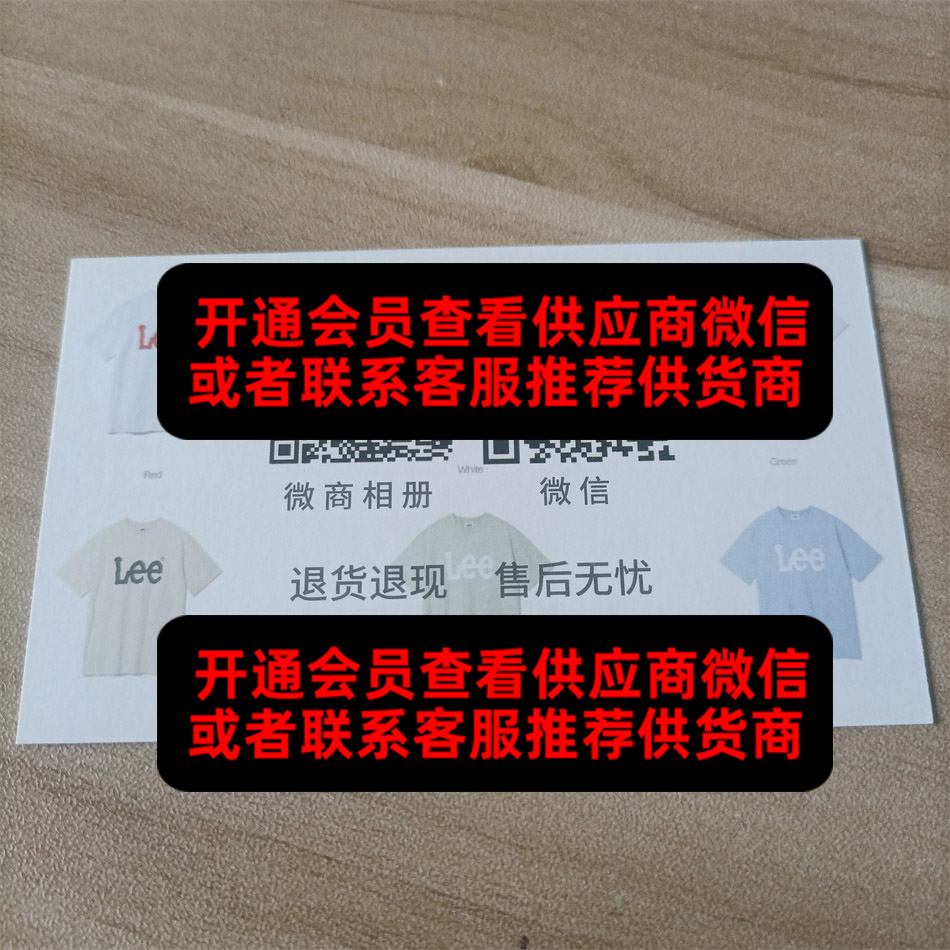 开通会员查看供应商微信
或者联系客服推荐供货商
Red
White
Green
微商相册
微信
Lee
Lee
Lee
退货退现 售后无忧
开通会员查看供应商微信
或者联系客服推荐供货商